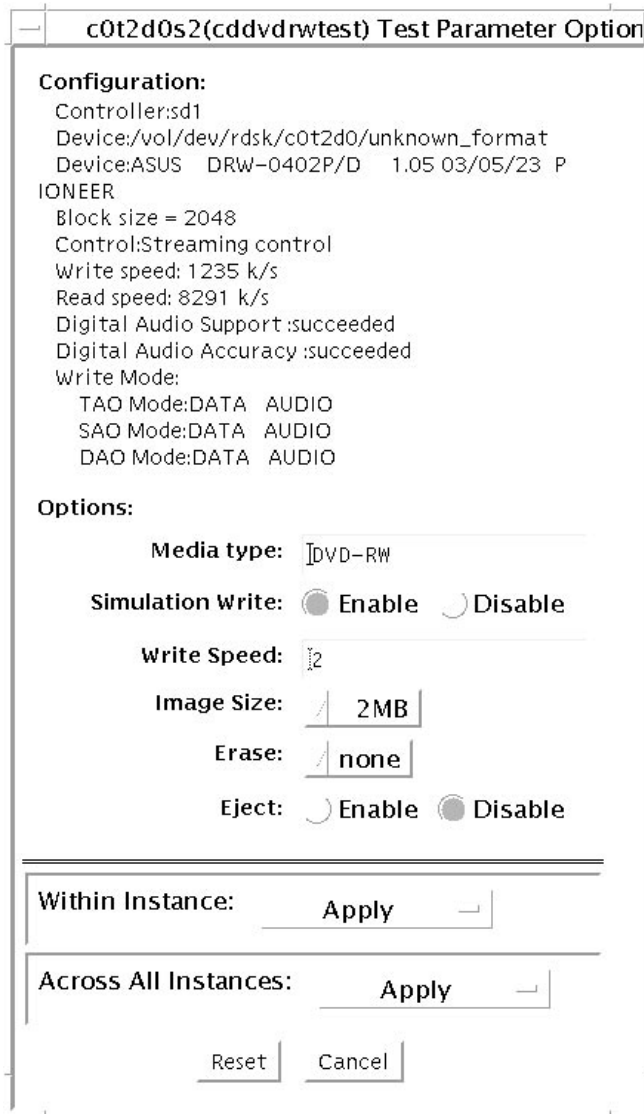 c0t2d0s2(cddvdrwtest) Test Parameter Option
Configuration:
Controller:sd1
Device:/vol/dev/rdsk/c0t2d0/unknown_format
Device:ASUS DRW-0402P/D 1.05 03/05/23 P
IONEER
Block size = 2048
Control:Streaming control
Write speed: 1235 k/s
Read speed: 8291 k/s
Digital Audio Support :succeeded
Digital Audio Accuracy :succeeded
Write Mode:
TAO Mode:DATA AUDIO
SAO Mode:DATA AUDIO
DAO Mode:DATA AUDIO
Options:
Media type: DVD-RW
Simulation Write: Enable Disable
Write Speed: 2
Image Size: 2MB
Erase: none
Eject: Enable Disable
Within Instance: Apply
Across All Instances: Apply
Reset Cancel